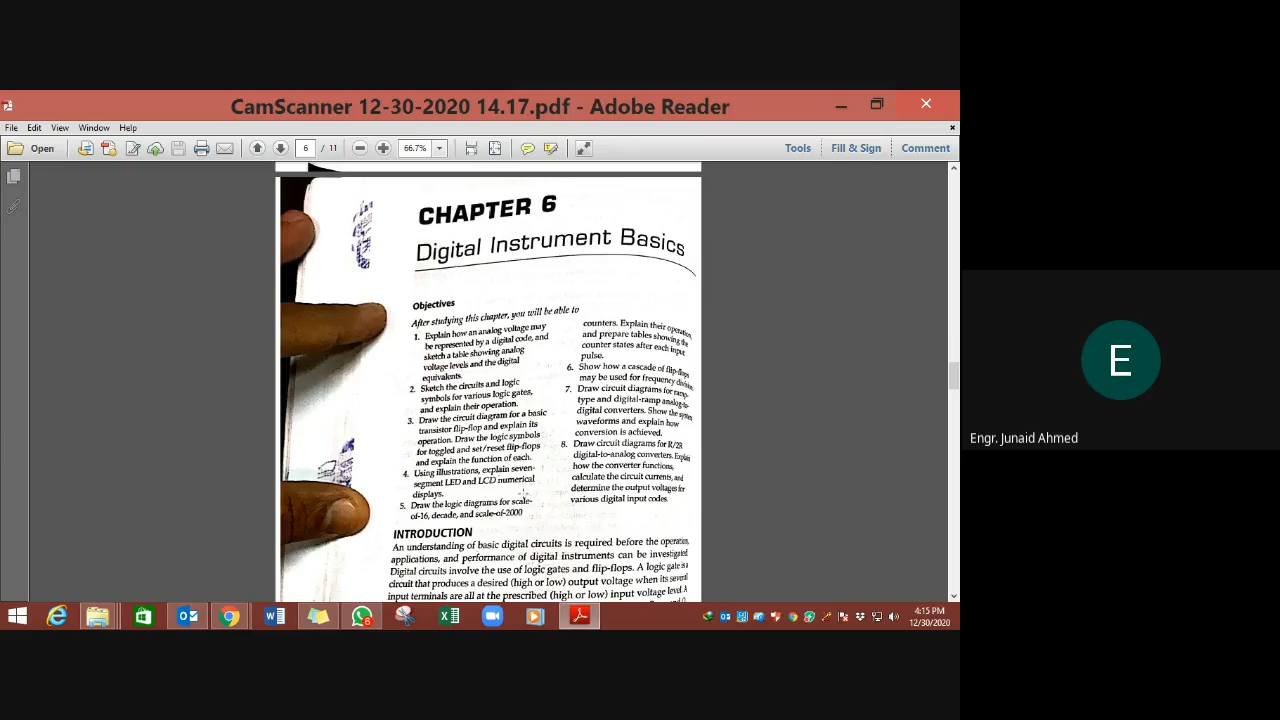 CamScanner 12-30-2020 14.17.pdf - Adobe Reader
File Edit View Window Help
Open 6 / 11 66.7% Tools Fill & Sign Comment
CHAPTER 6
Digital Instrument Basics
Objectives
After studying this chapter, you will be able to
1. Explain how an analog voltage may
be represented by a digital code, and
sketch a table showing analog
voltage levels and the digital
equivalents.
2. Sketch the circuits and logic
symbols for various logic gates,
and explain their operation.
3. Draw the circuit diagram for a basic
transistor flip-flop and explain its
operation. Draw the logic symbols
for toggled and set/reset flip-flops
and explain the function of each.
4. Using illustrations, explain seven-
segment LED and LCD numerical
displays.
5. Draw the logic diagrams for scale-
of-16, decade, and scale-of-2000
counters. Explain their operation,
and prepare tables showing the
counter states after each input
pulse.
6. Show how a cascade of flip-flops
may be used for frequency division.
7. Draw circuit diagrams for ramp-
type and digital-ramp analog-to-
digital converters. Show the system
waveforms and explain how
conversion is achieved.
8. Draw circuit diagrams for R/2R
digital-to-analog converters. Explain
how the converter functions,
calculate the circuit currents, and
determine the output voltages for
various digital input codes.
INTRODUCTION
An understanding of basic digital circuits is required before the operation,
applications, and performance of digital instruments can be investigated
Digital circuits involve the use of logic gates and flip-flops. A logic gate is a
circuit that produces a desired (high or low) output voltage when its several
input terminals are all at the prescribed (high or low) input voltage level. A
E
Engr. Junaid Ahmed
6
4:15 PM
12/30/2020